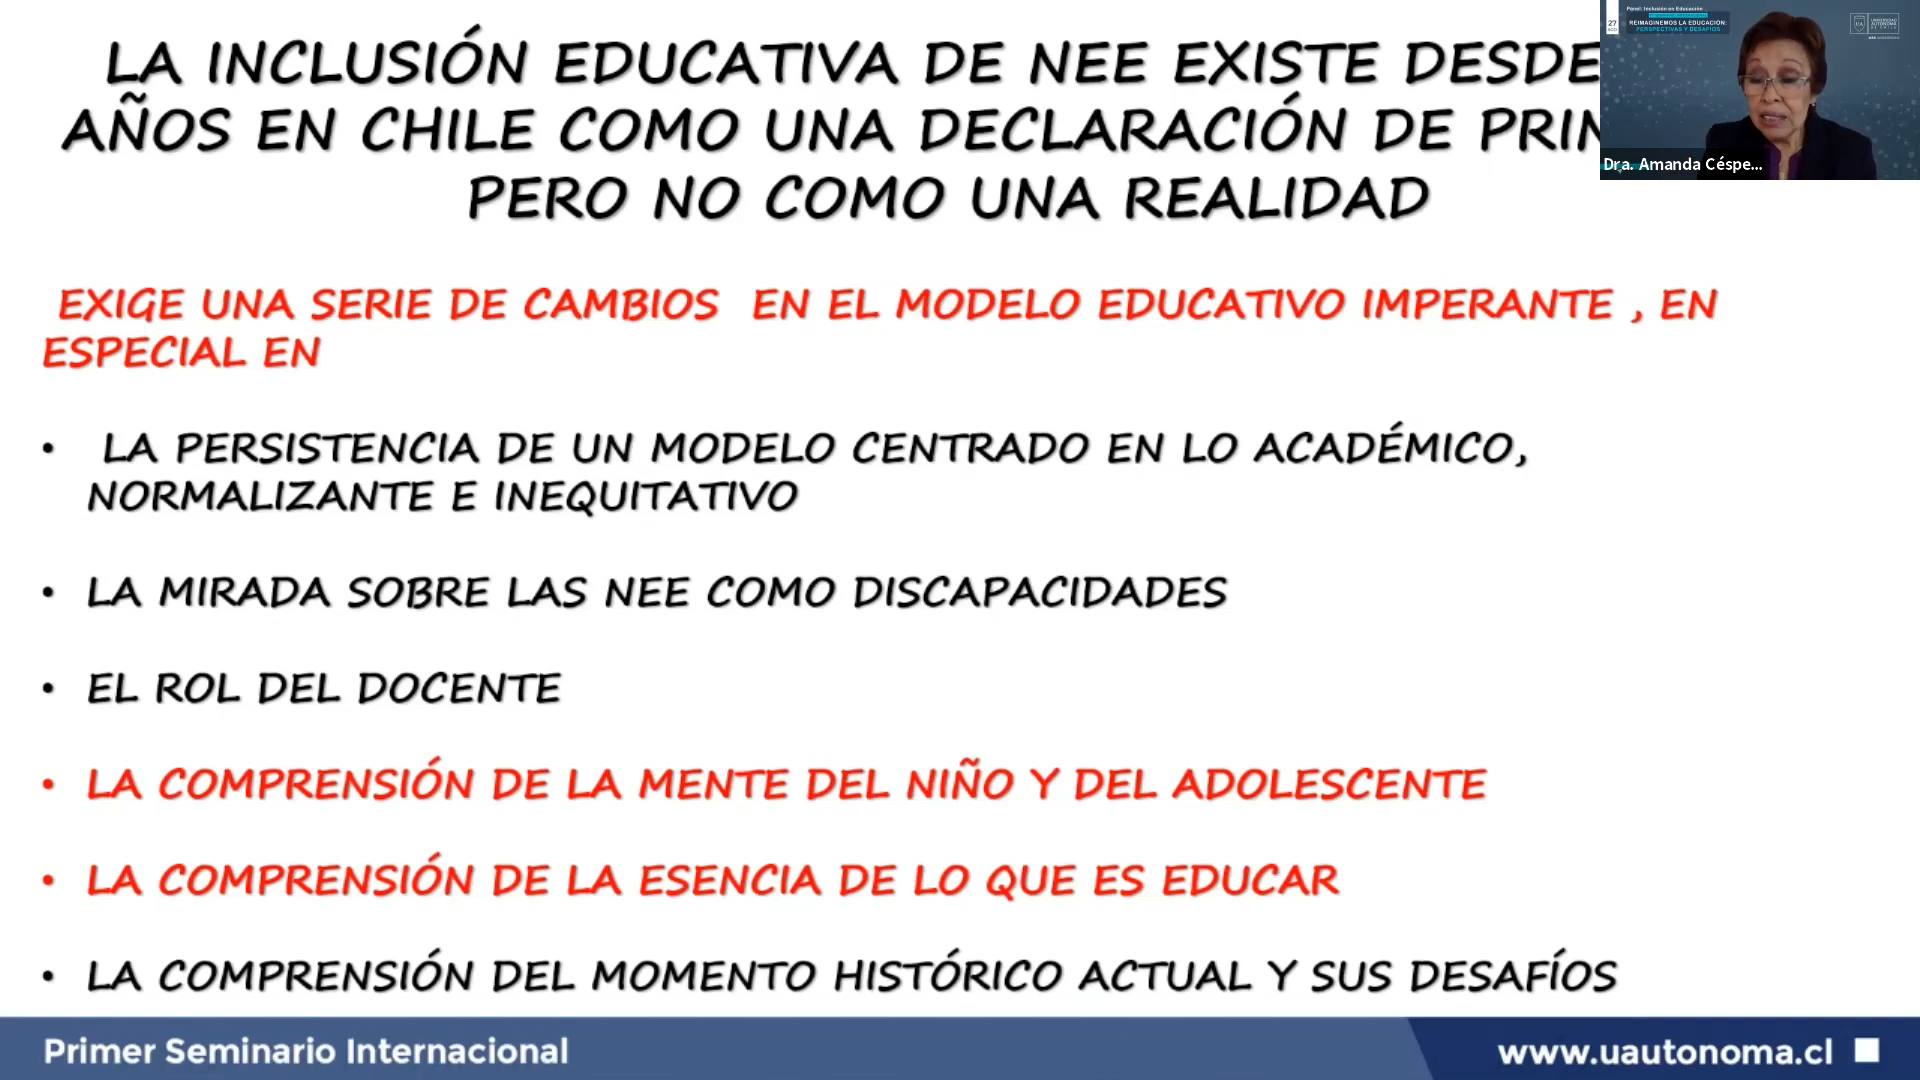 LA INCLUSIÓN EDUCATIVA DE NEE EXISTE DESDE
AÑOS EN CHILE COMO UNA DECLARACIÓN DE
PERO NO COMO UNA REALIDAD
EXIGE UNA SERIE DE CAMBIOS EN EL MODELO EDUCATIVO IMPERANTE , EN
ESPECIAL EN
• LA PERSISTENCIA DE UN MODELO CENTRADO EN LO ACADÉMICO,
NORMALIZANTE E INEQUITATIVO
• LA MIRADA SOBRE LAS NEE COMO DISCAPACIDADES
• EL ROL DEL DOCENTE
• LA COMPRENSIÓN DE LA MENTE DEL NIÑO Y DEL ADOLESCENTE
• LA COMPRENSIÓN DE LA ESENCIA DE LO QUE ES EDUCAR
• LA COMPRENSIÓN DEL MOMENTO HISTÓRICO ACTUAL Y SUS DESAFÍOS
Primer Seminario Internacional
www.uautonoma.cl
27
Panel: Inclusión en Educación
REIMAGINEMOS LA EDUCACIÓN:
PERSPECTIVAS Y DESAFÍOS
Dra. Amanda Céspe...